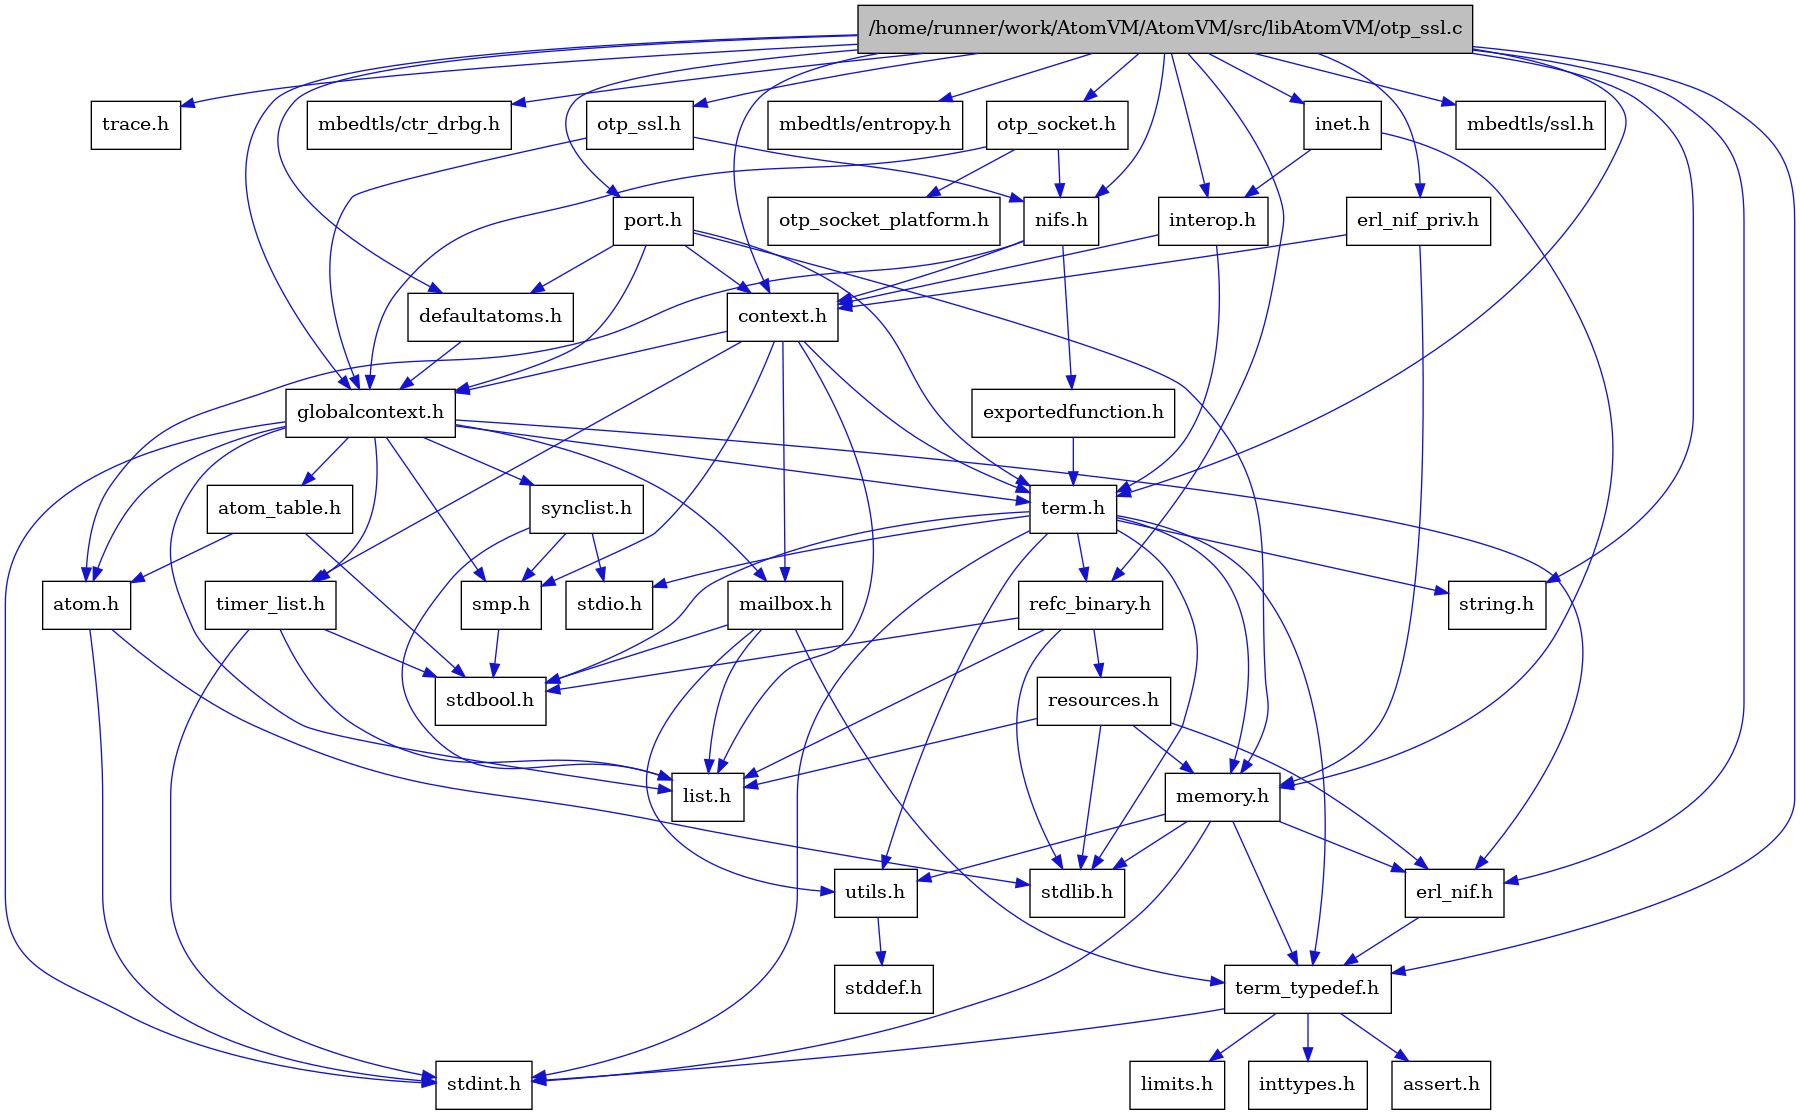 /home/runner/work/AtomVM/AtomVM/src/libAtomVM/otp_ssl.c
trace.h
mbedtls/ctr_drbg.h
otp_ssl.h
mbedtls/entropy.h
otp_socket.h
inet.h
mbedtls/ssl.h
port.h
otp_socket_platform.h
nifs.h
interop.h
erl_nif_priv.h
defaultatoms.h
context.h
globalcontext.h
exportedfunction.h
atom_table.h
synclist.h
term.h
atom.h
timer_list.h
smp.h
stdio.h
mailbox.h
refc_binary.h
string.h
stdbool.h
resources.h
list.h
memory.h
utils.h
stdlib.h
erl_nif.h
stddef.h
term_typedef.h
stdint.h
limits.h
inttypes.h
assert.h